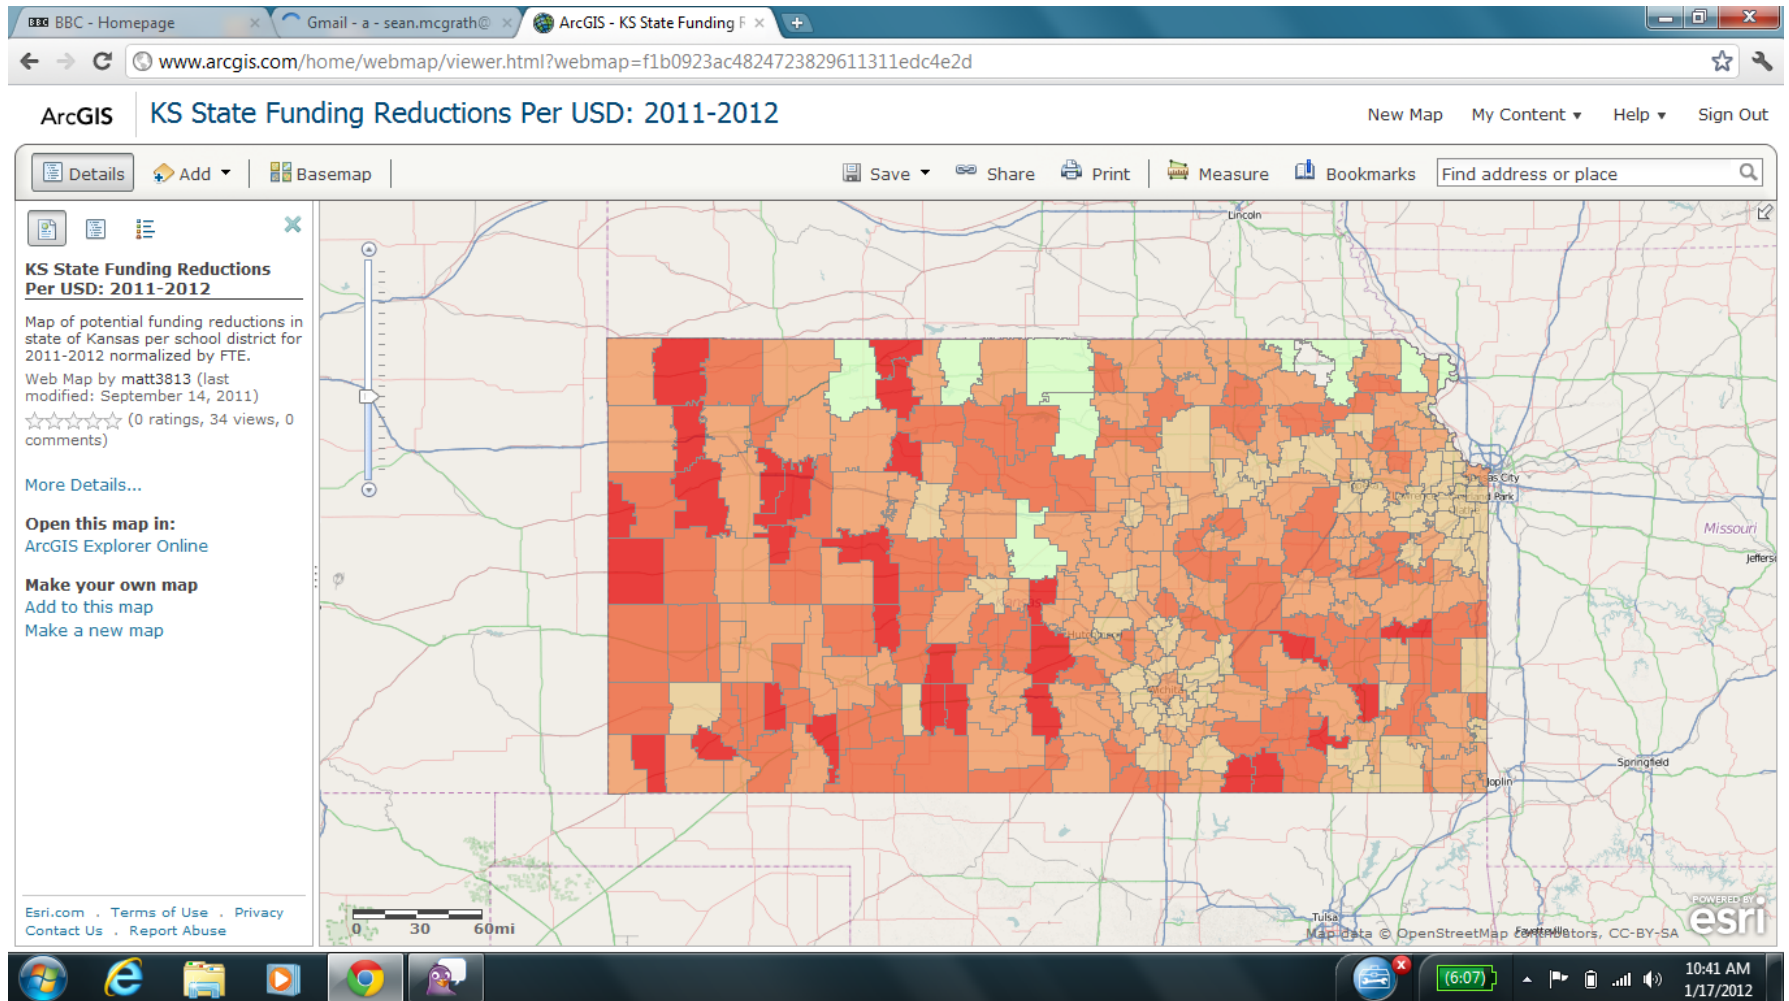 BBC BBC - Homepage
Gmail - a - sean.mcgrath@
ArcGIS - KS State Funding R
www.arcgis.com/home/webmap/viewer.html?webmap=f1b0923ac4824723829611311edc4e2d
ArcGIS
KS State Funding Reductions Per USD: 2011-2012
New Map My Content Help Sign Out
Details Add Basemap
Save Share Print Measure Bookmarks Find address or place
KS State Funding Reductions
Per USD: 2011-2012
Map of potential funding reductions in
state of Kansas per school district for
2011-2012 normalized by FTE.
Web Map by matt3813 (last
modified: September 14, 2011)
(0 ratings, 34 views, 0
comments)
More Details...
Open this map in:
ArcGIS Explorer Online
Make your own map
Add to this map
Make a new map
Esri.com . Terms of Use . Privacy
Contact Us . Report Abuse
Lincoln
as City
Missouri
Jeffers
Wichita
Springfield
Joplin
Tulsa
0 30 60mi
POWERED BY
esri
Map data © OpenStreetMap contributors, CC-BY-SA
(6:07)
10:41 AM
1/17/2012